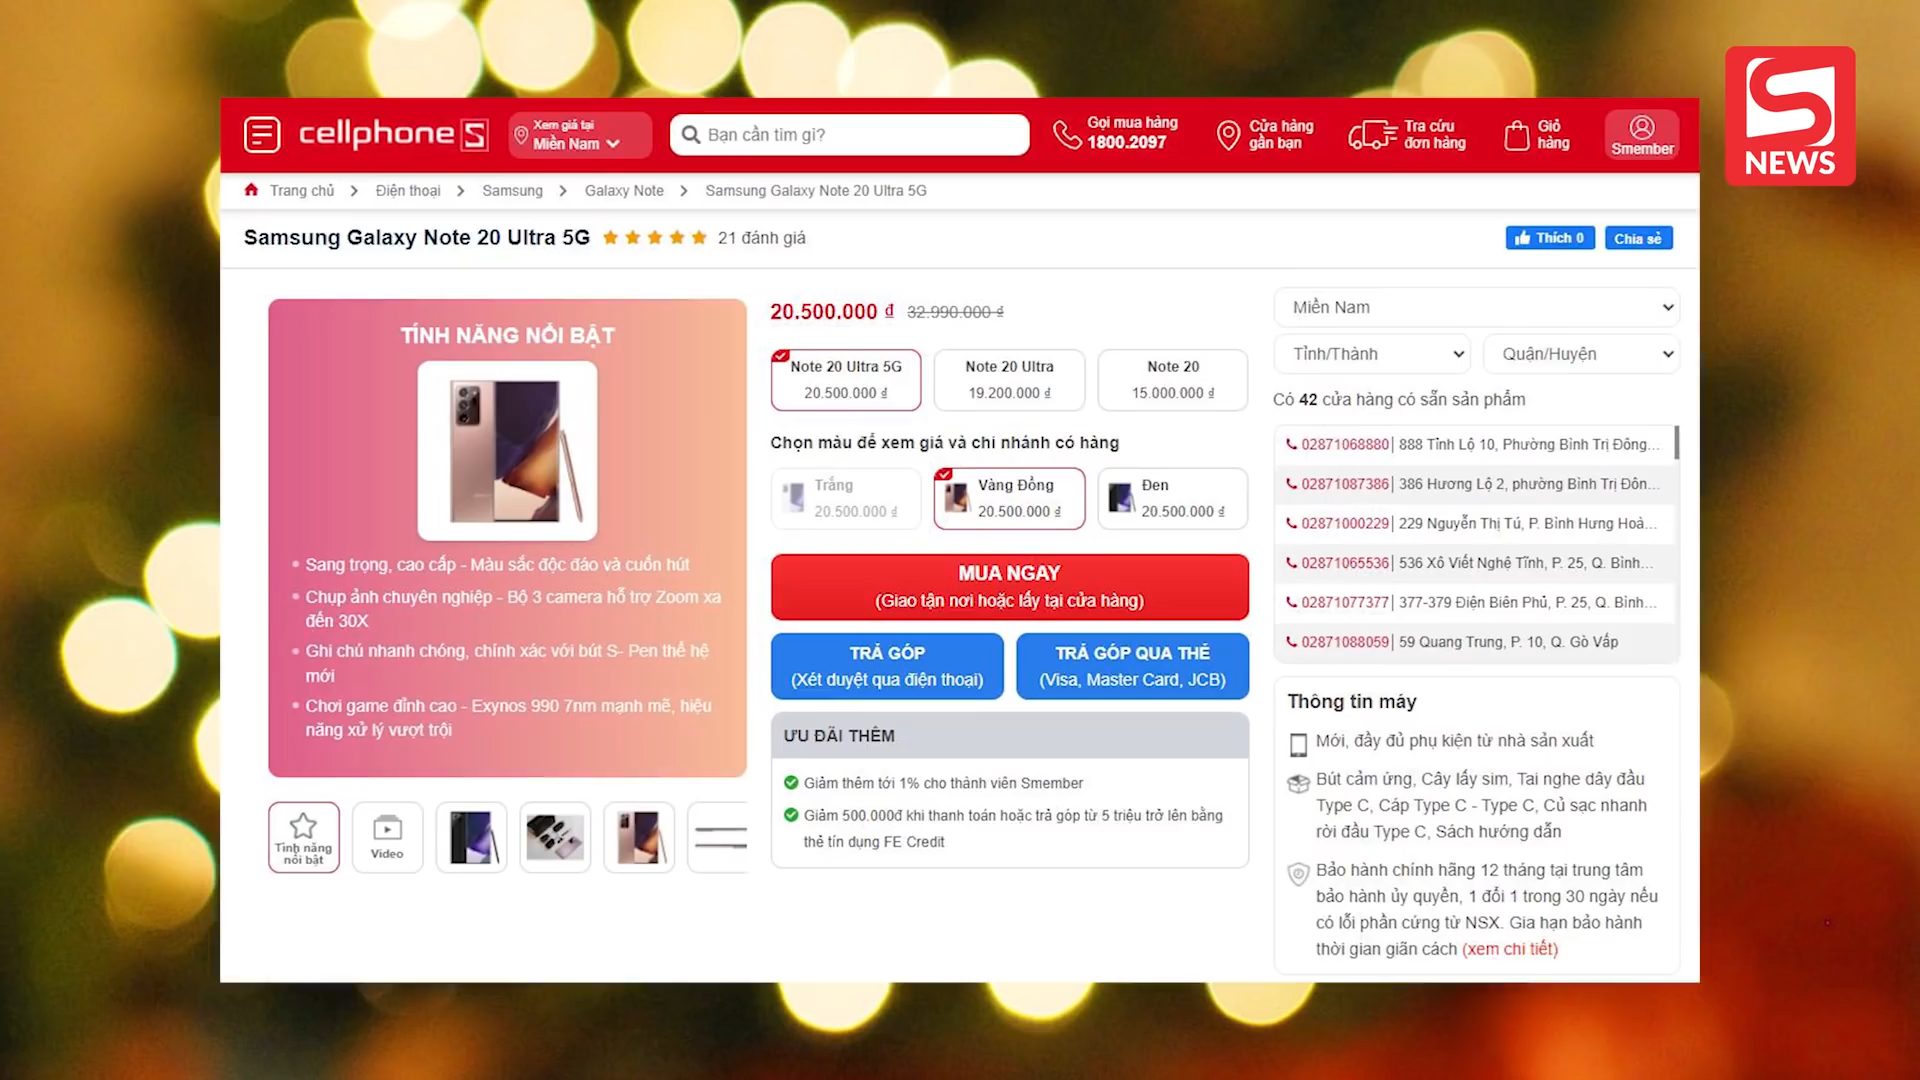 S
NEWS
cellphone S
Xem giá tại
Miền Nam
Bạn cần tìm gì?
Gọi mua hàng
1800.2097
Cửa hàng
gần bạn
Tra cứu
đơn hàng
Giỏ
hàng
Smember
Trang chủ > Điện thoại > Samsung > Galaxy Note > Samsung Galaxy Note 20 Ultra 5G
Samsung Galaxy Note 20 Ultra 5G 21 đánh giá
Thích 0
Chia sẻ
TÍNH NĂNG NỔI BẬT
• Sang trọng, cao cấp - Màu sắc độc đáo và cuốn hút
• Chụp ảnh chuyên nghiệp - Bộ 3 camera hỗ trợ Zoom xa
đến 30X
• Ghi chú nhanh chóng, chính xác với bút S- Pen thế hệ
mới
• Chơi game đỉnh cao - Exynos 990 7nm mạnh mẽ, hiệu
năng xử lý vượt trội
Tính năng
nổi bật
Video
20.500.000 ₫ 32.990.000 ₫
Note 20 Ultra 5G
20.500.000 ₫
Note 20 Ultra
19.200.000 ₫
Note 20
15.000.000 ₫
Chọn màu để xem giá và chi nhánh có hàng
Trắng
20.500.000 ₫
Vàng Đồng
20.500.000 ₫
Đen
20.500.000 ₫
MUA NGAY
(Giao tận nơi hoặc lấy tại cửa hàng)
TRẢ GÓP
(Xét duyệt qua điện thoại)
TRẢ GÓP QUA THẺ
(Visa, Master Card, JCB)
ƯU ĐÃI THÊM
Giảm thêm tới 1% cho thành viên Smember
Giảm 500.000đ khi thanh toán hoặc trả góp từ 5 triệu trở lên bằng
thẻ tín dụng FE Credit
Miền Nam
Tỉnh/Thành
Quận/Huyện
Có 42 cửa hàng có sẵn sản phẩm
02871068880| 888 Tỉnh Lộ 10, Phường Bình Trị Đông...
02871087386| 386 Hương Lộ 2, phường Bình Trị Đôn...
02871000229| 229 Nguyễn Thị Tú, P. Bình Hưng Hoà...
02871065536| 536 Xô Viết Nghệ Tĩnh, P. 25, Q. Bình...
02871077377| 377-379 Điện Biên Phủ, P. 25, Q. Bình...
02871088059| 59 Quang Trung, P. 10, Q. Gò Vấp
Thông tin máy
Mới, đầy đủ phụ kiện từ nhà sản xuất
Bút cảm ứng, Cây lấy sim, Tai nghe dây đầu
Type C, Cáp Type C - Type C, Củ sạc nhanh
rời đầu Type C, Sách hướng dẫn
Bảo hành chính hãng 12 tháng tại trung tâm
bảo hành ủy quyền, 1 đổi 1 trong 30 ngày nếu
có lỗi phần cứng từ NSX. Gia hạn bảo hành
thời gian giãn cách (xem chi tiết)